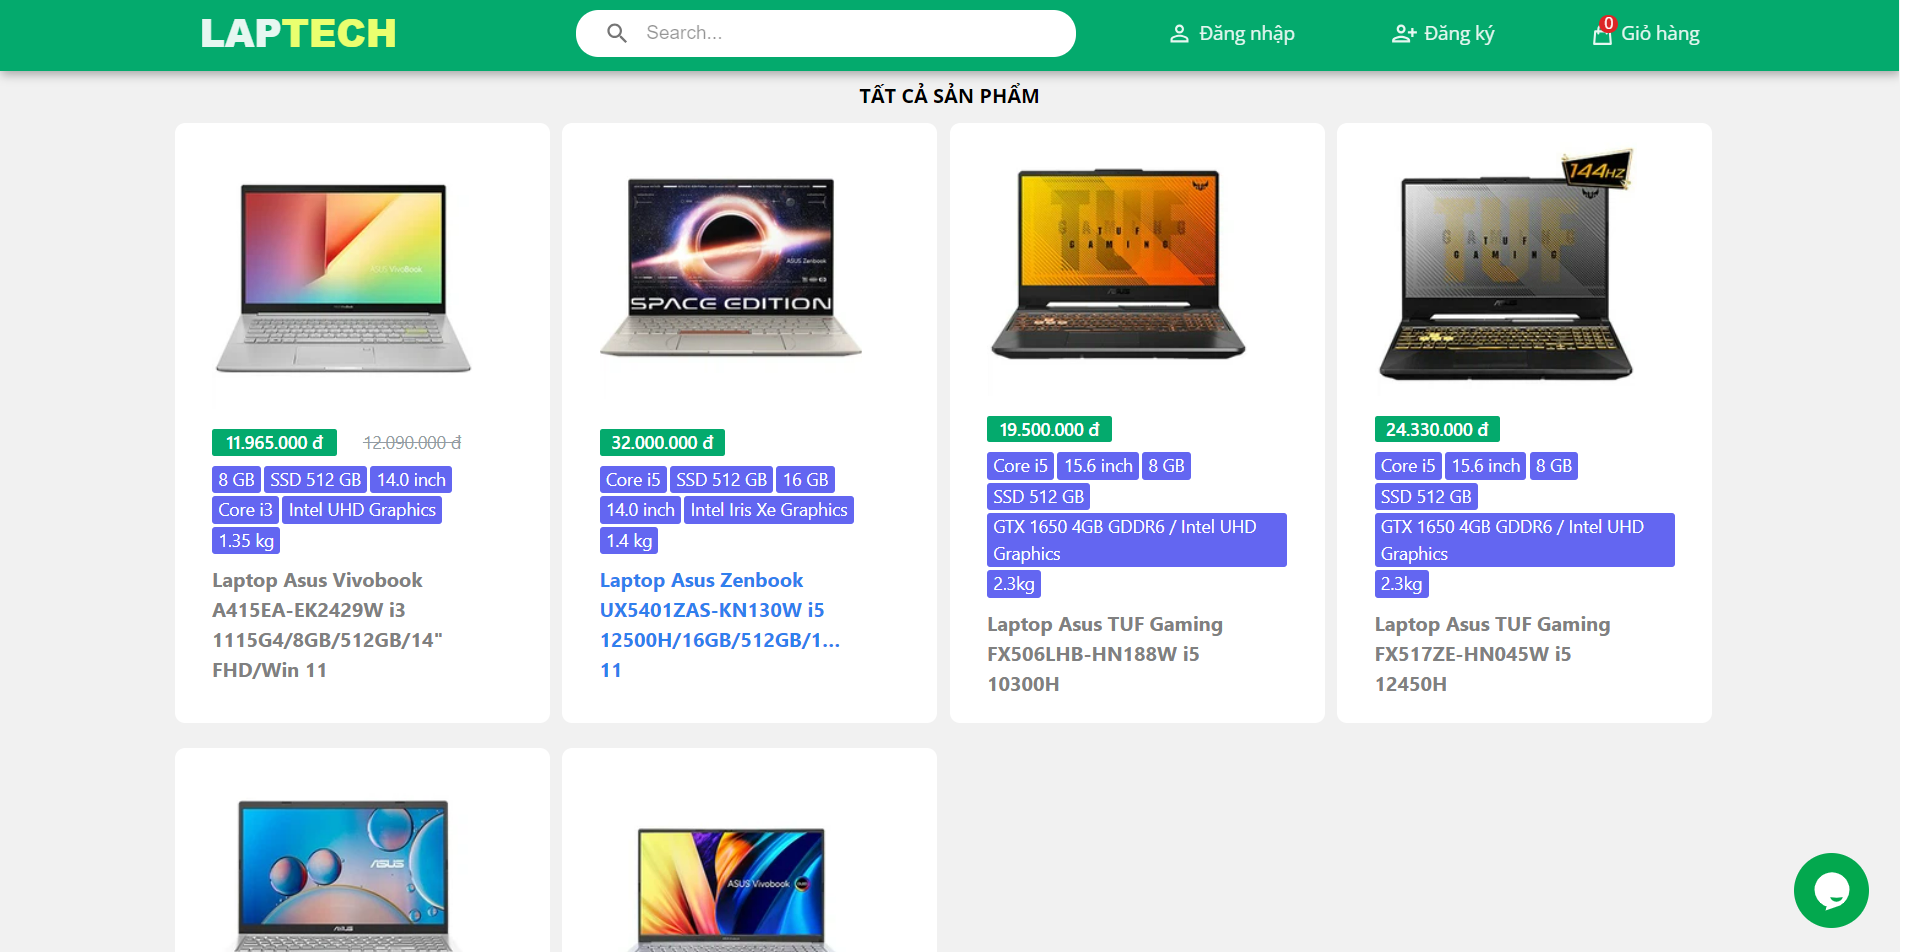 LAPTECH
Search...
Đăng nhập
Đăng ký
0
Giỏ hàng
TẤT CẢ SẢN PHẨM
ASUS VivoBook
ASUS Zenbook
SPACE EDITION
TUF
GAMING
TUF
GAMING
ASUS
144HZ
TUF
GAMING
TUF
GAMING
11.965.000 đ 12.090.000 đ
8 GB SSD 512 GB 14.0 inch
Core i3 Intel UHD Graphics
1.35 kg
Laptop Asus Vivobook
A415EA-EK2429W i3
1115G4/8GB/512GB/14"
FHD/Win 11
32.000.000 đ
Core i5 SSD 512 GB 16 GB
14.0 inch Intel Iris Xe Graphics
1.4 kg
Laptop Asus Zenbook
UX5401ZAS-KN130W i5
12500H/16GB/512GB/1...
11
19.500.000 đ
Core i5 15.6 inch 8 GB
SSD 512 GB
GTX 1650 4GB GDDR6 / Intel UHD
Graphics
2.3kg
Laptop Asus TUF Gaming
FX506LHB-HN188W i5
10300H
24.330.000 đ
Core i5 15.6 inch 8 GB
SSD 512 GB
GTX 1650 4GB GDDR6 / Intel UHD
Graphics
2.3kg
Laptop Asus TUF Gaming
FX517ZE-HN045W i5
12450H
ASUS
ASUS
ASUS Vivobook